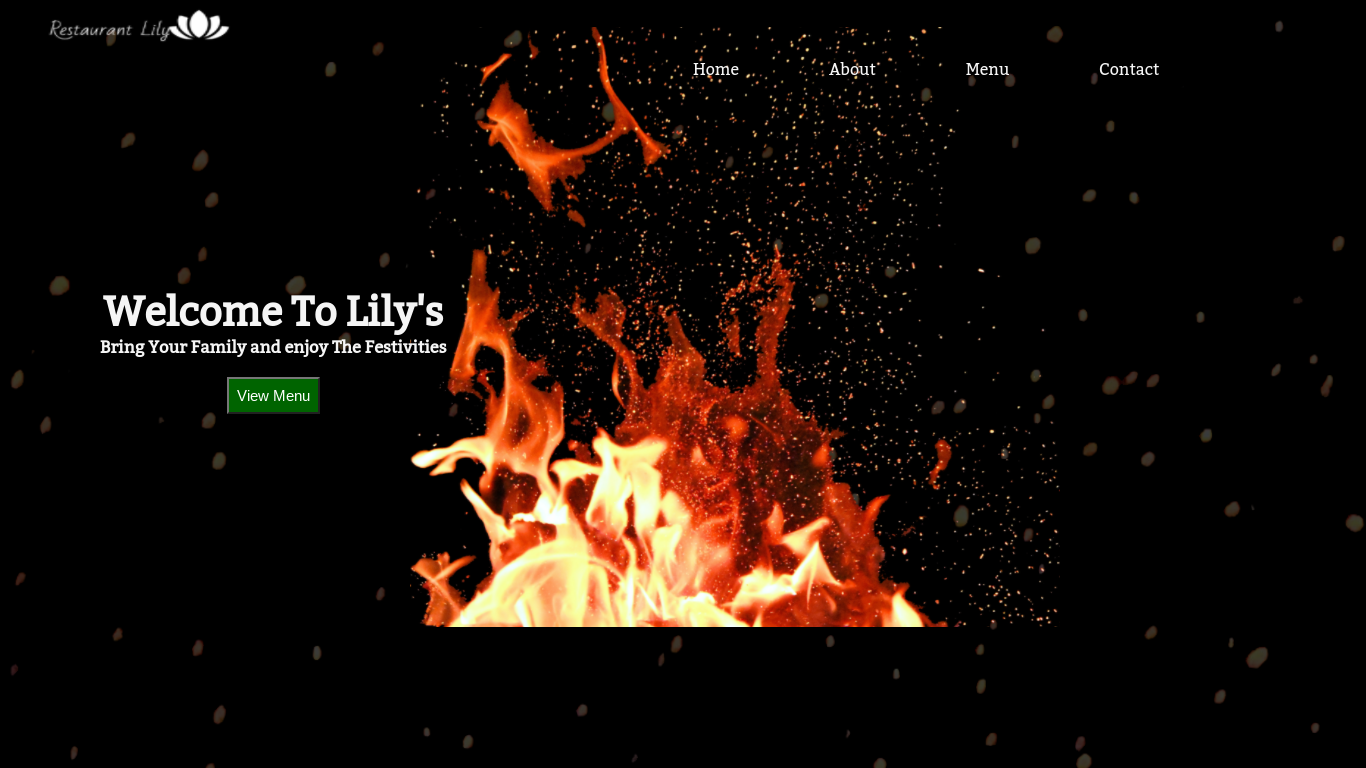 Restaurant Lily
Home About Menu Contact
Welcome To Lily's
Bring Your Family and enjoy The Festivities
View Menu